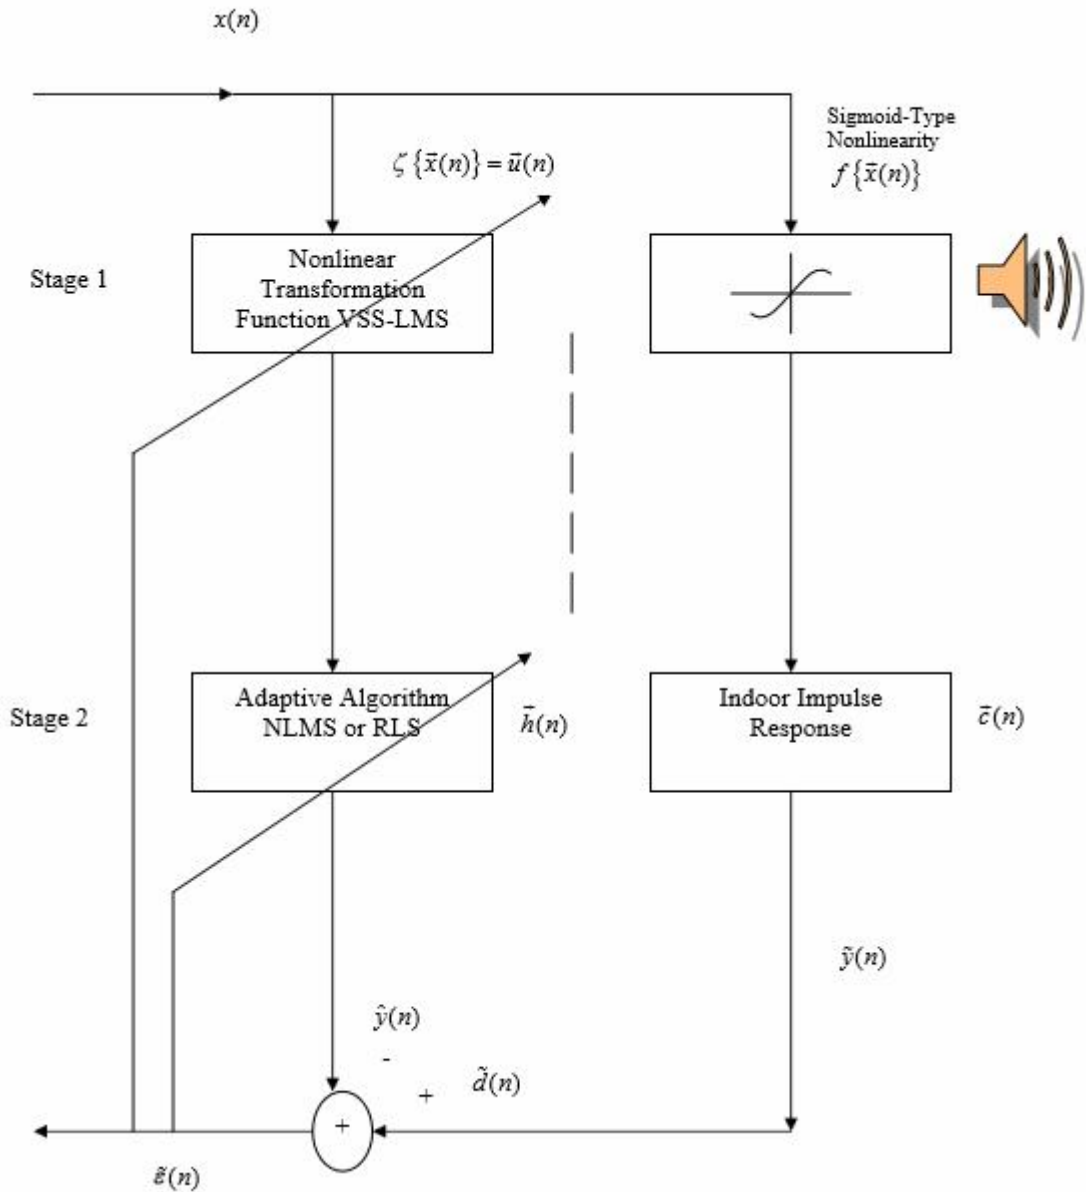 x(n)
Sigmoid-Type
Nonlinearity
f{x⃗(n)}
ζ{x⃗(n)} = u⃗(n)
Stage 1
Nonlinear
Transformation
Function VSS-LMS
Stage 2
Adaptive Algorithm
NLMS or RLS
h⃗(n)
Indoor Impulse
Response
c⃗(n)
ỹ(n)
ŷ(n)
-
+
d̃(n)
+
ε̃(n)